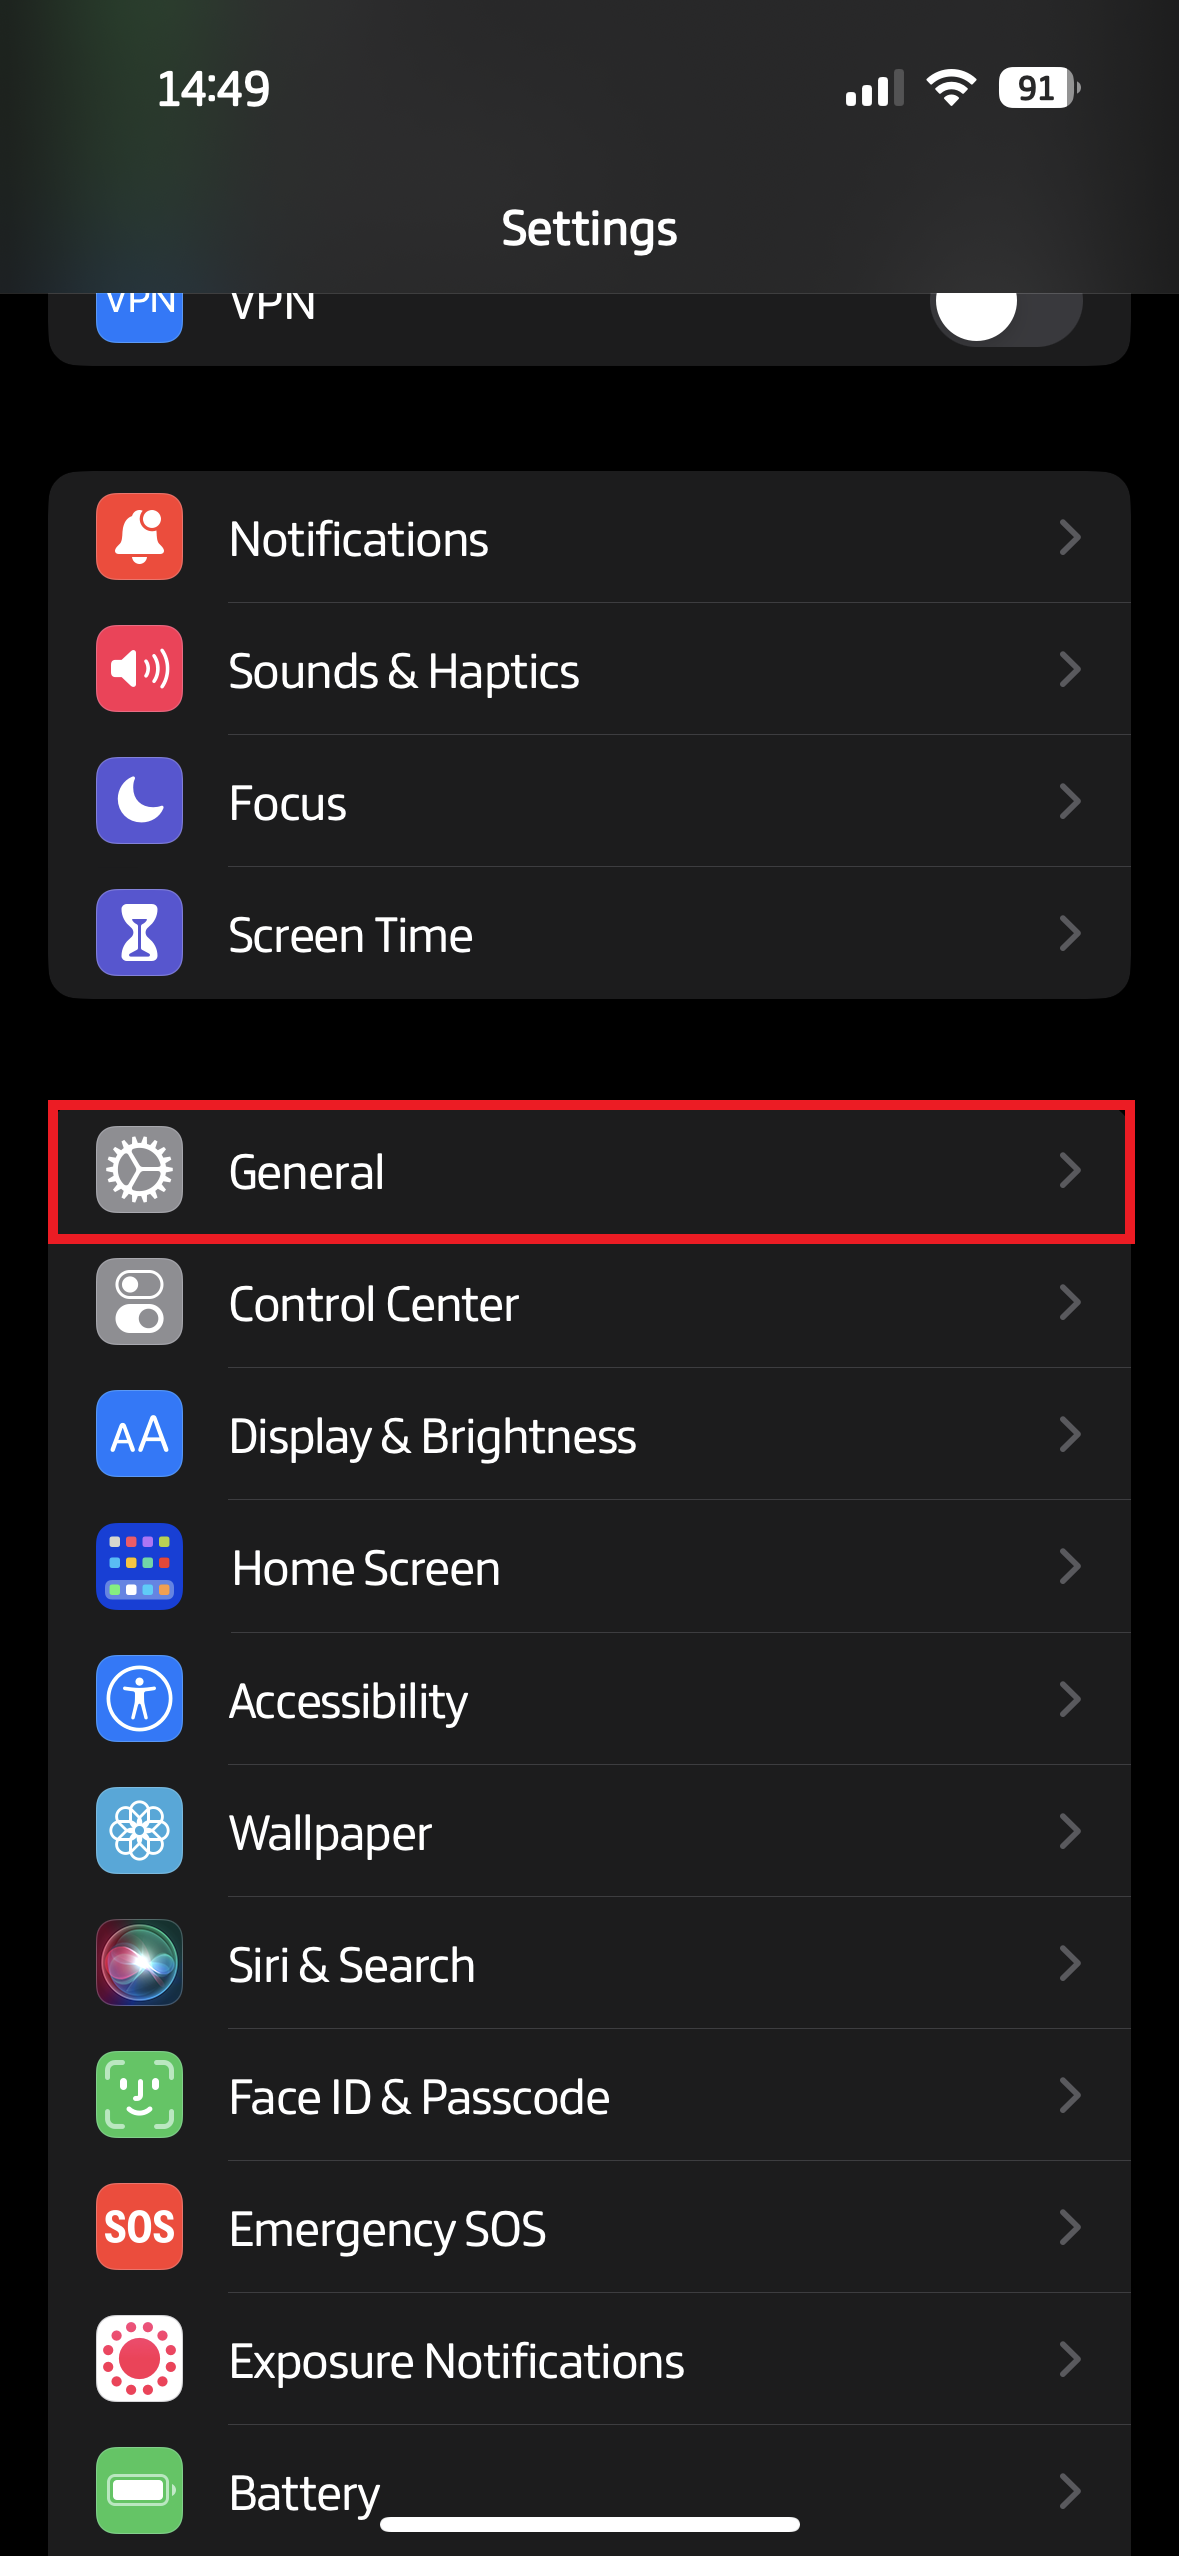 14:49
91
Settings
VPN VPN
Notifications
Sounds & Haptics
Focus
Screen Time
General
Control Center
AA Display & Brightness
Home Screen
Accessibility
Wallpaper
Siri & Search
Face ID & Passcode
SOS Emergency SOS
Exposure Notifications
Battery